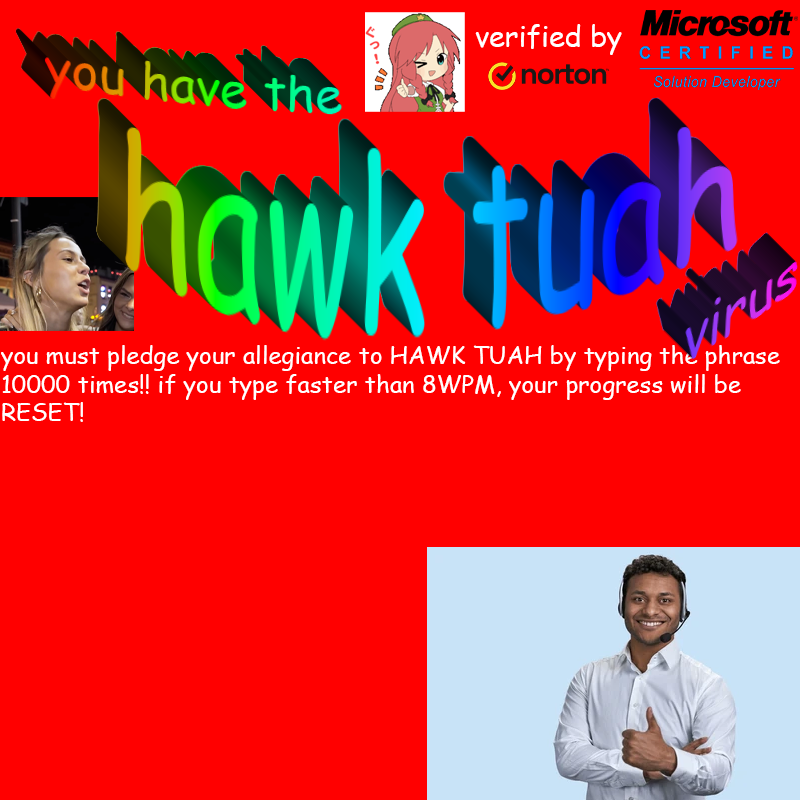 you have the
ぐっ!
verified by
norton
Microsoft
CERTIFIED
Solution Developer
hawk tuah
virus
you must pledge your allegiance to HAWK TUAH by typing the phrase
10000 times!! if you type faster than 8WPM, your progress will be
RESET!